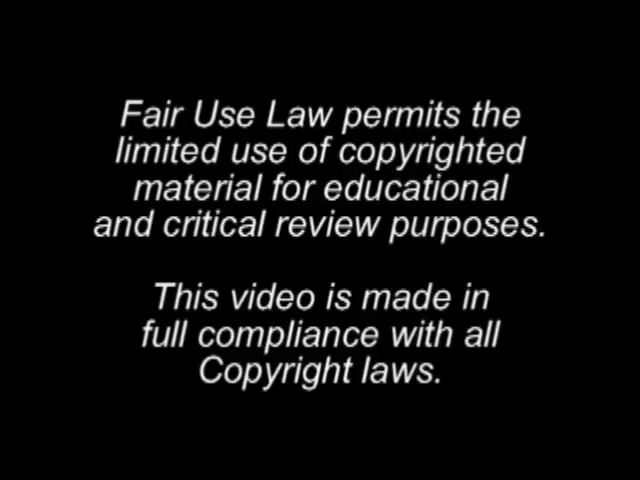 Fair Use Law permits the
limited use of copyrighted
material for educational
and critical review purposes.
This video is made in
full compliance with all
Copyright laws.